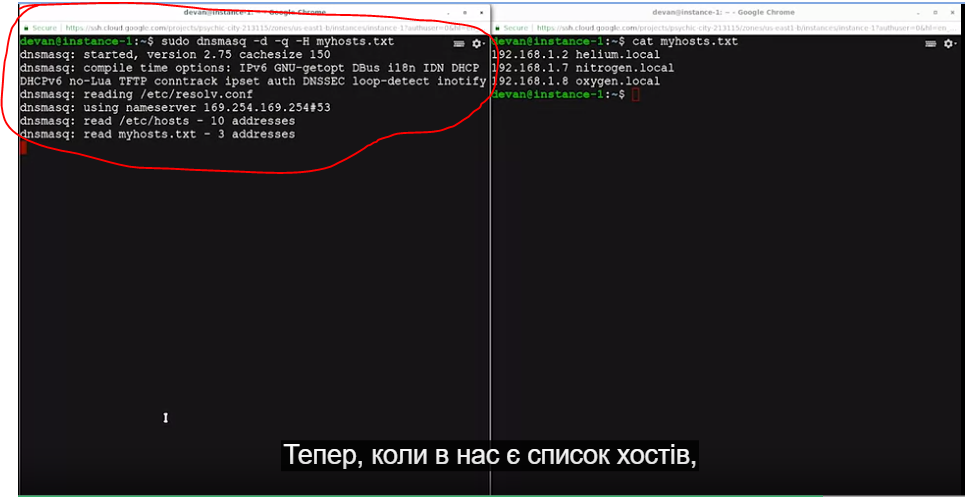 devan@instance-1: ~ - Google Chrome
Secure | https://ssh.cloud.google.com/projects/psychic-city-213115/zones/us-east1-b/instances/instance-1?authuser=0&hl=en_
devan@instance-1:~$ sudo dnsmasq -d -q -H myhosts.txt
dnsmasq: started, version 2.75 cachesize 150
dnsmasq: compile time options: IPv6 GNU-getopt DBus i18n IDN DHCP
DHCPv6 no-Lua TFTP conntrack ipset auth DNSSEC loop-detect inotify
dnsmasq: reading /etc/resolv.conf
dnsmasq: using nameserver 169.254.169.254#53
dnsmasq: read /etc/hosts - 10 addresses
dnsmasq: read myhosts.txt - 3 addresses
devan@instance-1: ~ - Google Chrome
Secure | https://ssh.cloud.google.com/projects/psychic-city-213115/zones/us-east1-b/instances/instance-1?authuser=0&hl=en_
devan@instance-1:~$ cat myhosts.txt
192.168.1.2 helium.local
192.168.1.7 nitrogen.local
192.168.1.8 oxygen.local
devan@instance-1:~$
Тепер, коли в нас є список хостів,